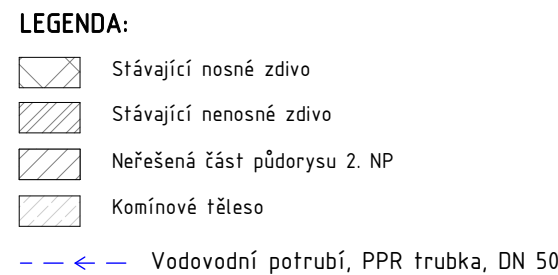 LEGENDA:
Stávající nosné zdivo
Stávající nenosné zdivo
Neřešená část půdorysu 2. NP
Komínové těleso
Vodovodní potrubí, PPR trubka, DN 50